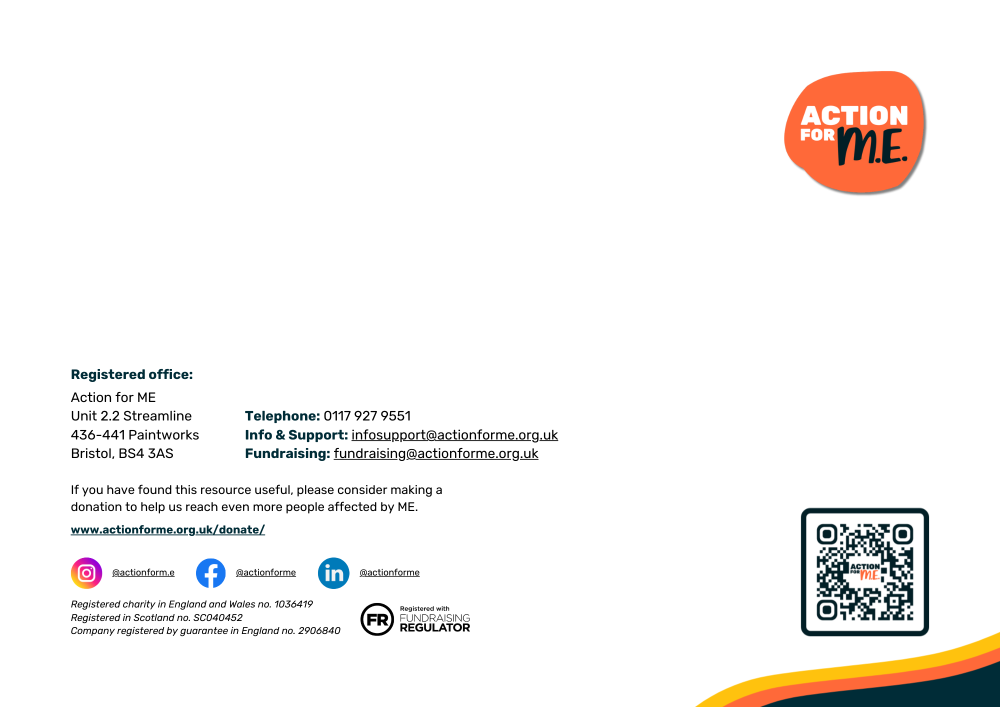 ACTION
FOR M.E.
Registered office:
Action for ME
Unit 2.2 Streamline
436-441 Paintworks
Bristol, BS4 3AS
Telephone: 0117 927 9551
Info & Support: infosupport@actionforme.org.uk
Fundraising: fundraising@actionforme.org.uk
If you have found this resource useful, please consider making a
donation to help us reach even more people affected by ME.
www.actionforme.org.uk/donate/
@actionform.e
@actionforme
in
@actionforme
Registered charity in England and Wales no. 1036419
Registered in Scotland no. SC040452
Company registered by guarantee in England no. 2906840
FR
Registered with
FUNDRAISING
REGULATOR
ACTION
FOR M.E.